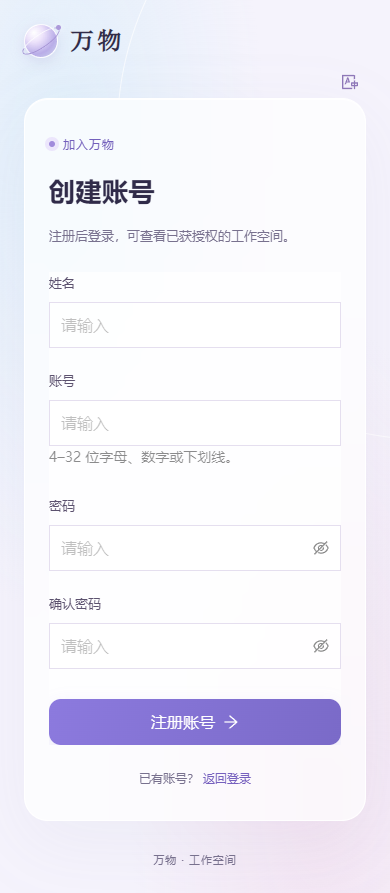 万物
加入万物
创建账号
注册后登录，可查看已获授权的工作空间。
姓名
请输入
账号
请输入
4–32 位字母、数字或下划线。
密码
请输入
确认密码
请输入
注册账号 →
已有账号？ 返回登录
万物 · 工作空间